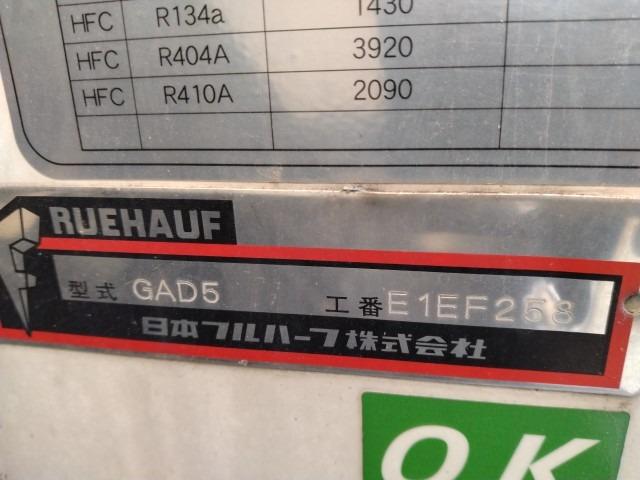 HFC R134a 1430
HFC R404A 3920
HFC R410A 2090
RUEHAUF
型式 GAD5 工番 E1EF258
日本フルハーフ株式会社
OK